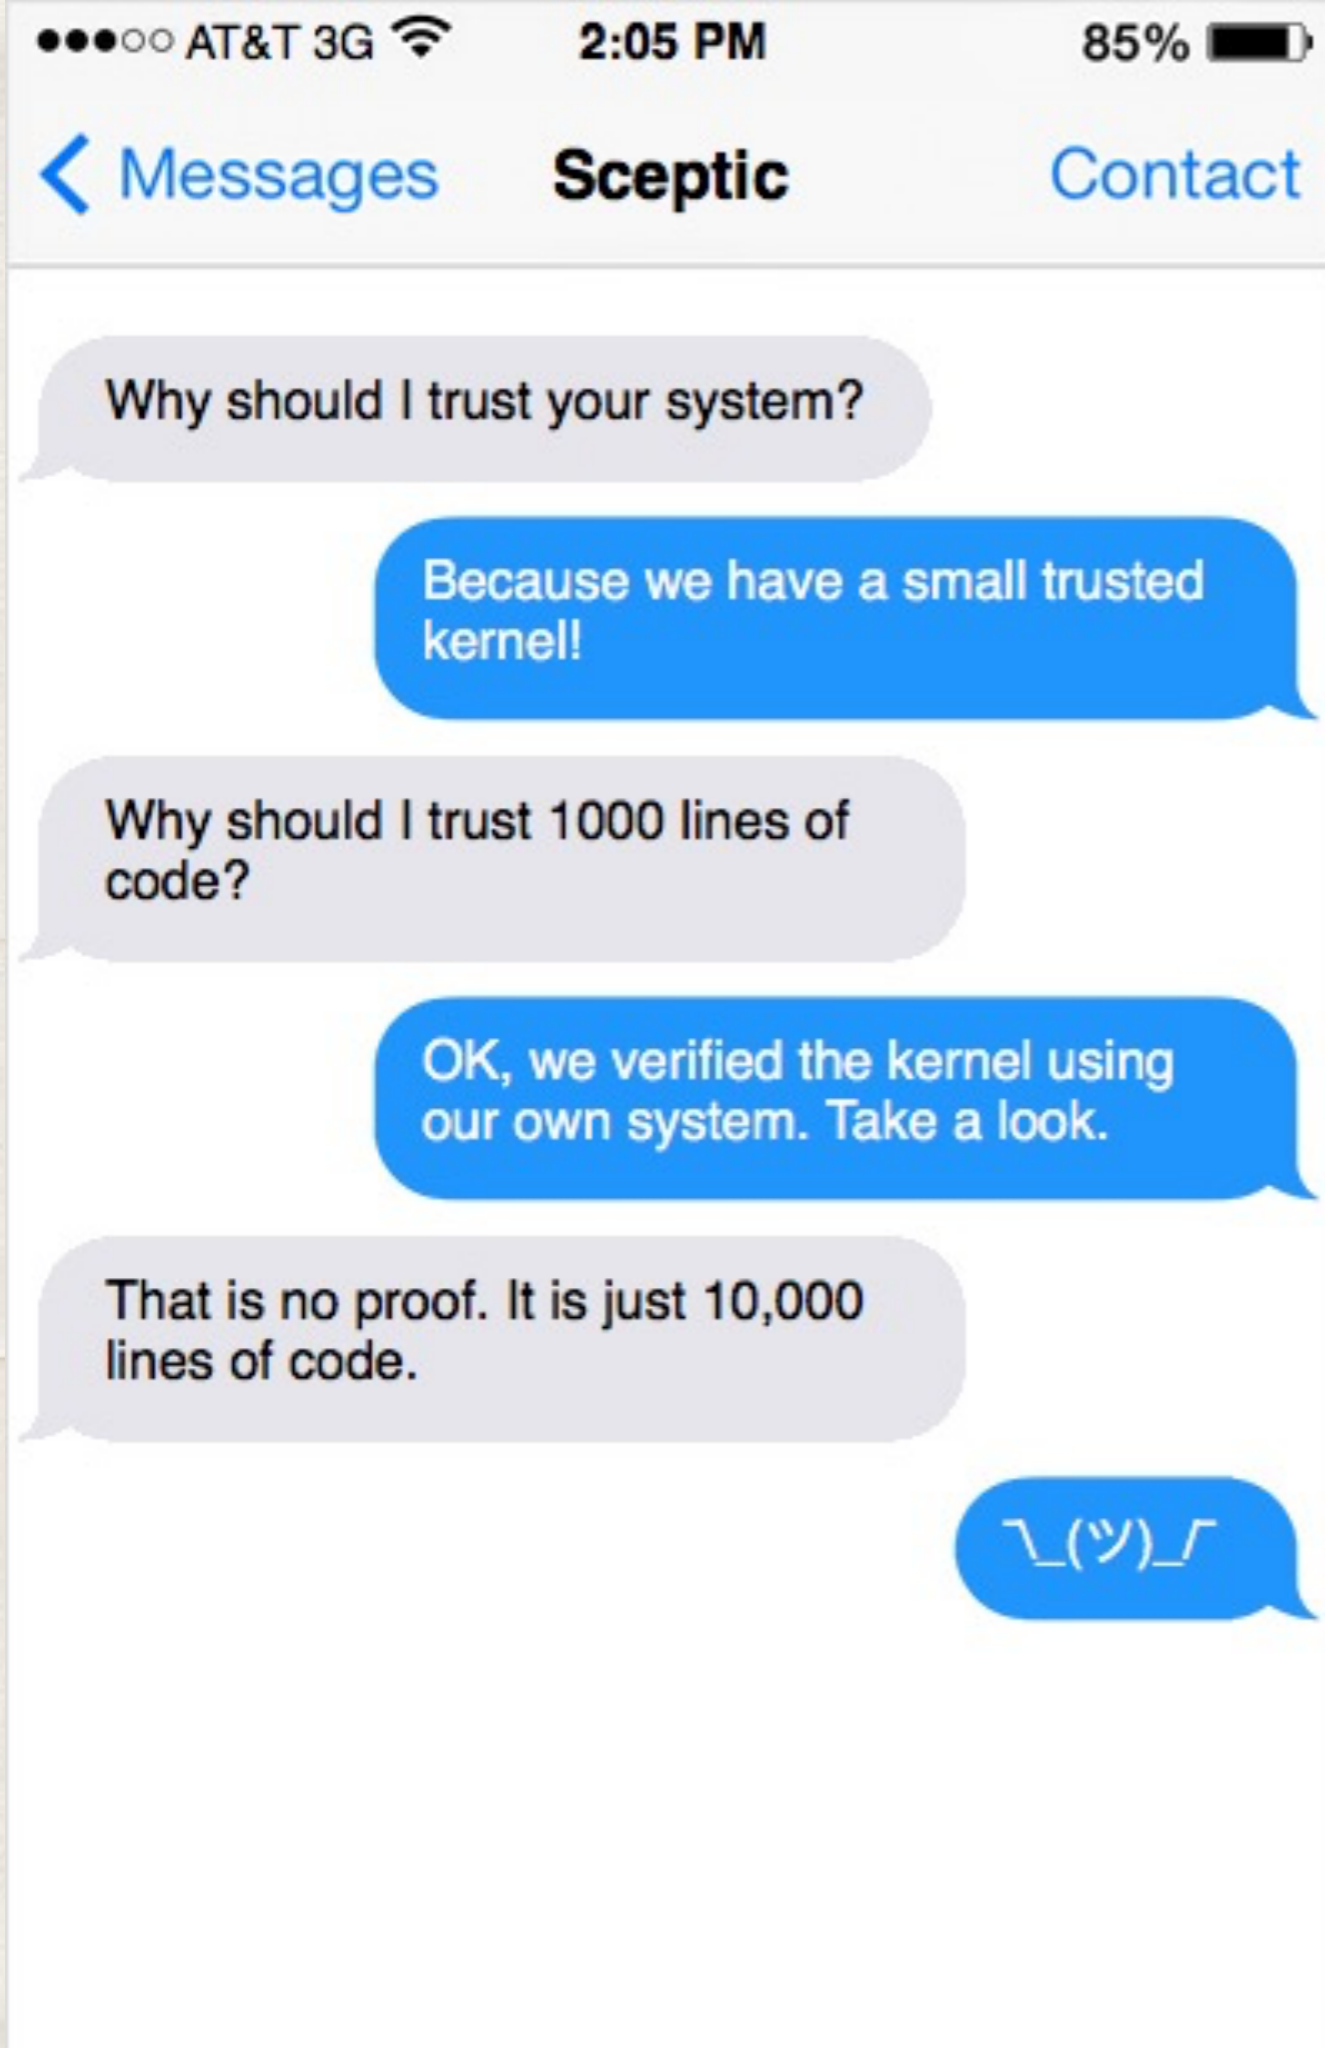 ●●●○○ AT&T 3G 2:05 PM 85%
Messages Sceptic Contact
Why should I trust your system?
Because we have a small trusted
kernel!
Why should I trust 1000 lines of
code?
OK, we verified the kernel using
our own system. Take a look.
That is no proof. It is just 10,000
lines of code.
¯\_(ツ)_/¯